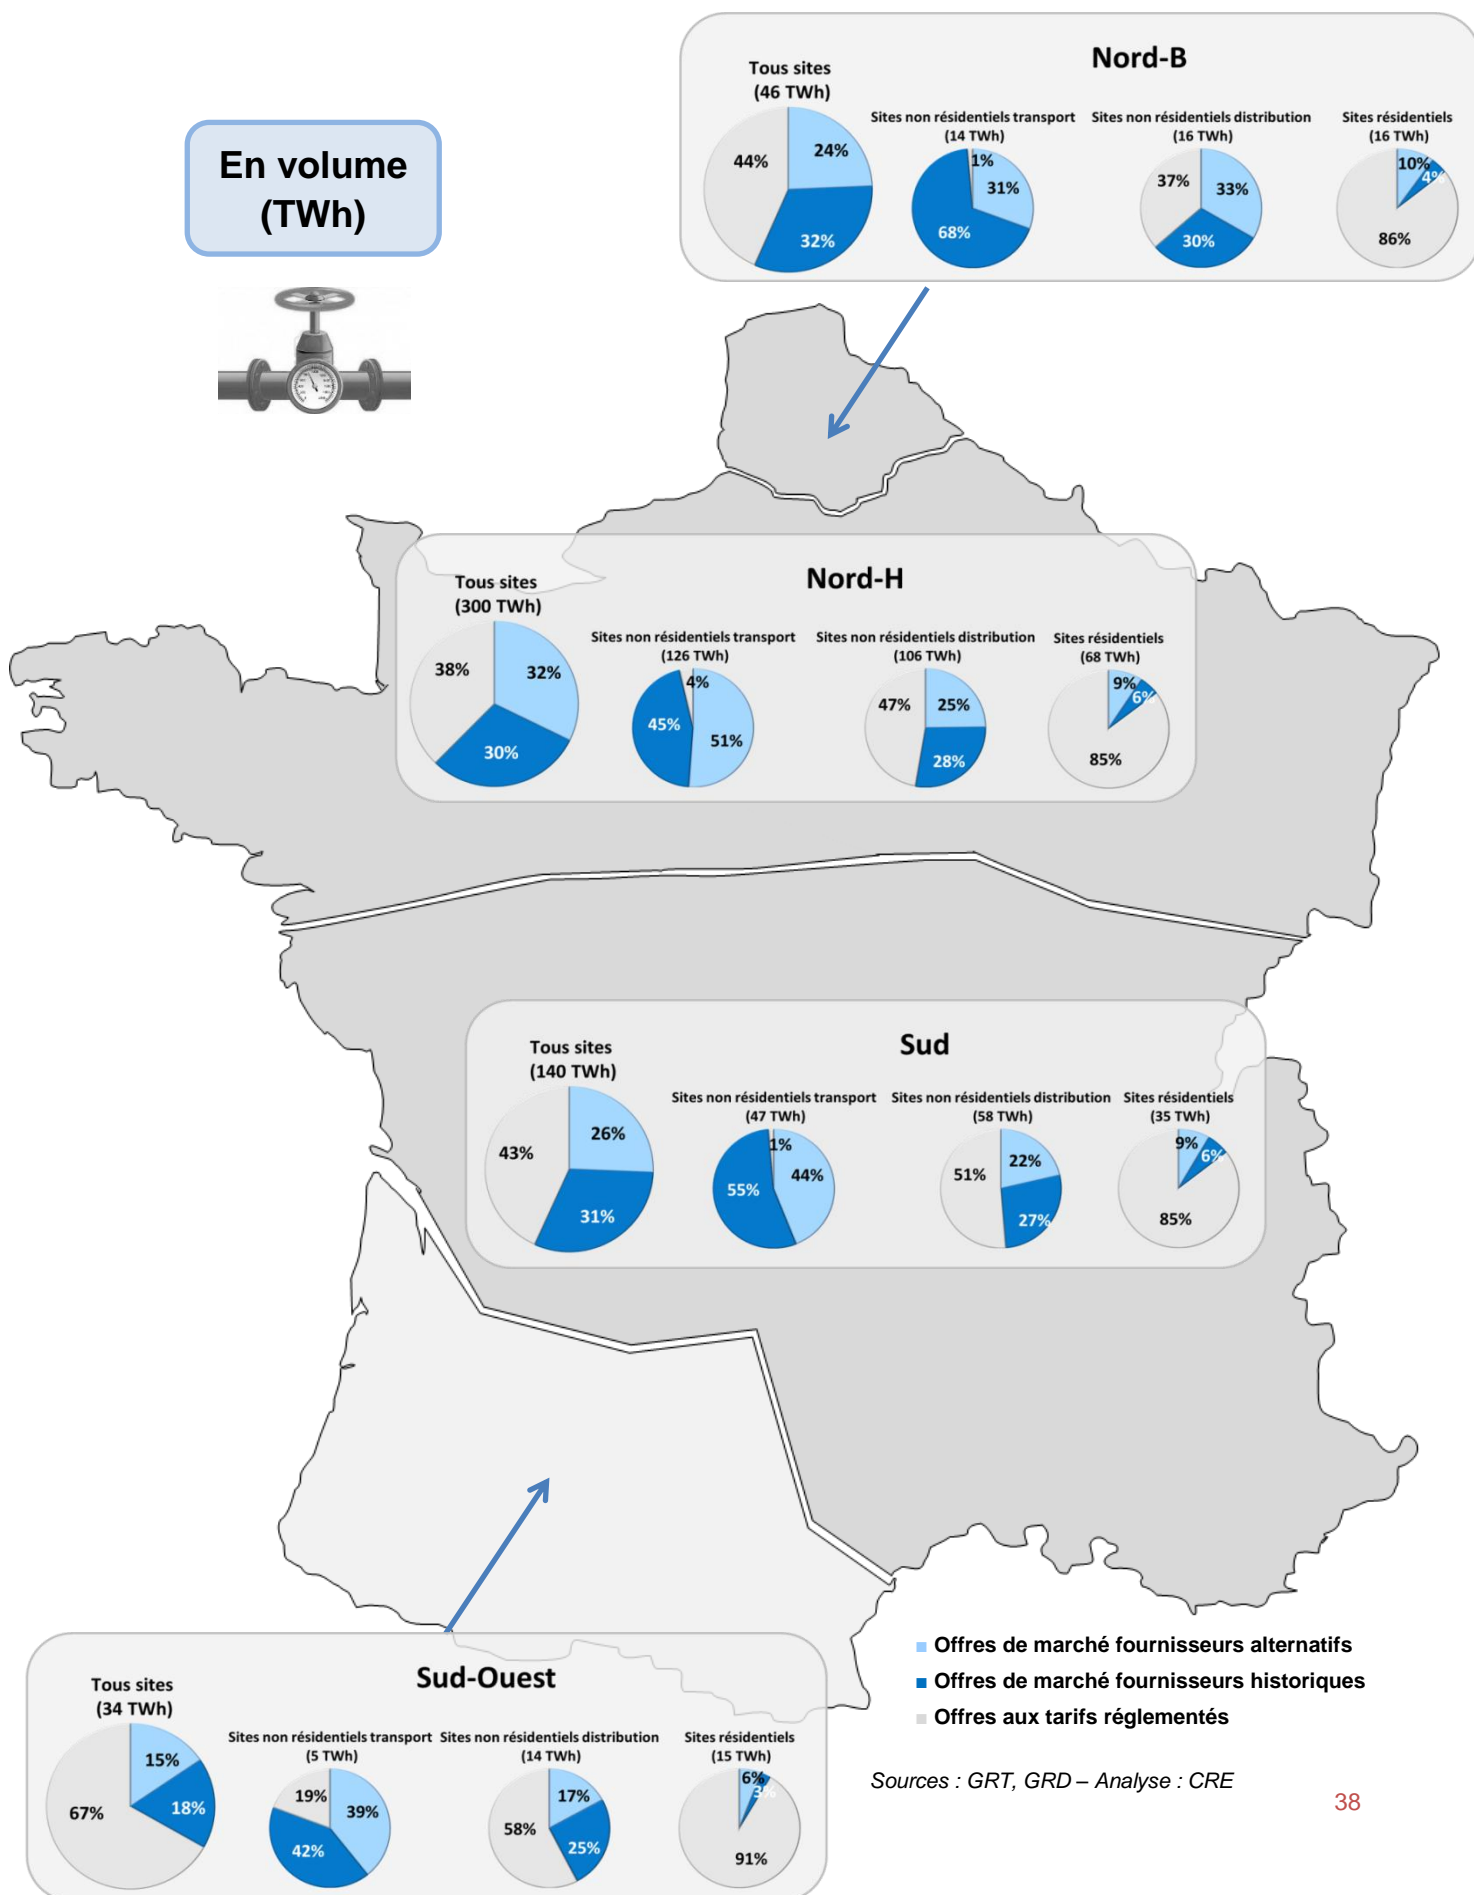 Nord-B
Tous sites
(46 TWh)
44%
24%
32%
Sites non résidentiels transport
(14 TWh)
1%
31%
68%
Sites non résidentiels distribution
(16 TWh)
37%
33%
30%
Sites résidentiels
(16 TWh)
10%
4%
86%
En volume
(TWh)
Nord-H
Tous sites
(300 TWh)
38%
32%
30%
Sites non résidentiels transport
(126 TWh)
4%
45%
51%
Sites non résidentiels distribution
(106 TWh)
47%
25%
28%
Sites résidentiels
(68 TWh)
9%
6%
85%
Sud
Tous sites
(140 TWh)
43%
26%
31%
Sites non résidentiels transport
(47 TWh)
1%
55%
44%
Sites non résidentiels distribution
(58 TWh)
51%
22%
27%
Sites résidentiels
(35 TWh)
9%
6%
85%
Sud-Ouest
Tous sites
(34 TWh)
15%
67%
18%
Sites non résidentiels transport
(5 TWh)
19%
39%
42%
Sites non résidentiels distribution
(14 TWh)
17%
58%
25%
Sites résidentiels
(15 TWh)
6%
3%
91%
Offres de marché fournisseurs alternatifs
Offres de marché fournisseurs historiques
Offres aux tarifs réglementés
Sources : GRT, GRD – Analyse : CRE
38